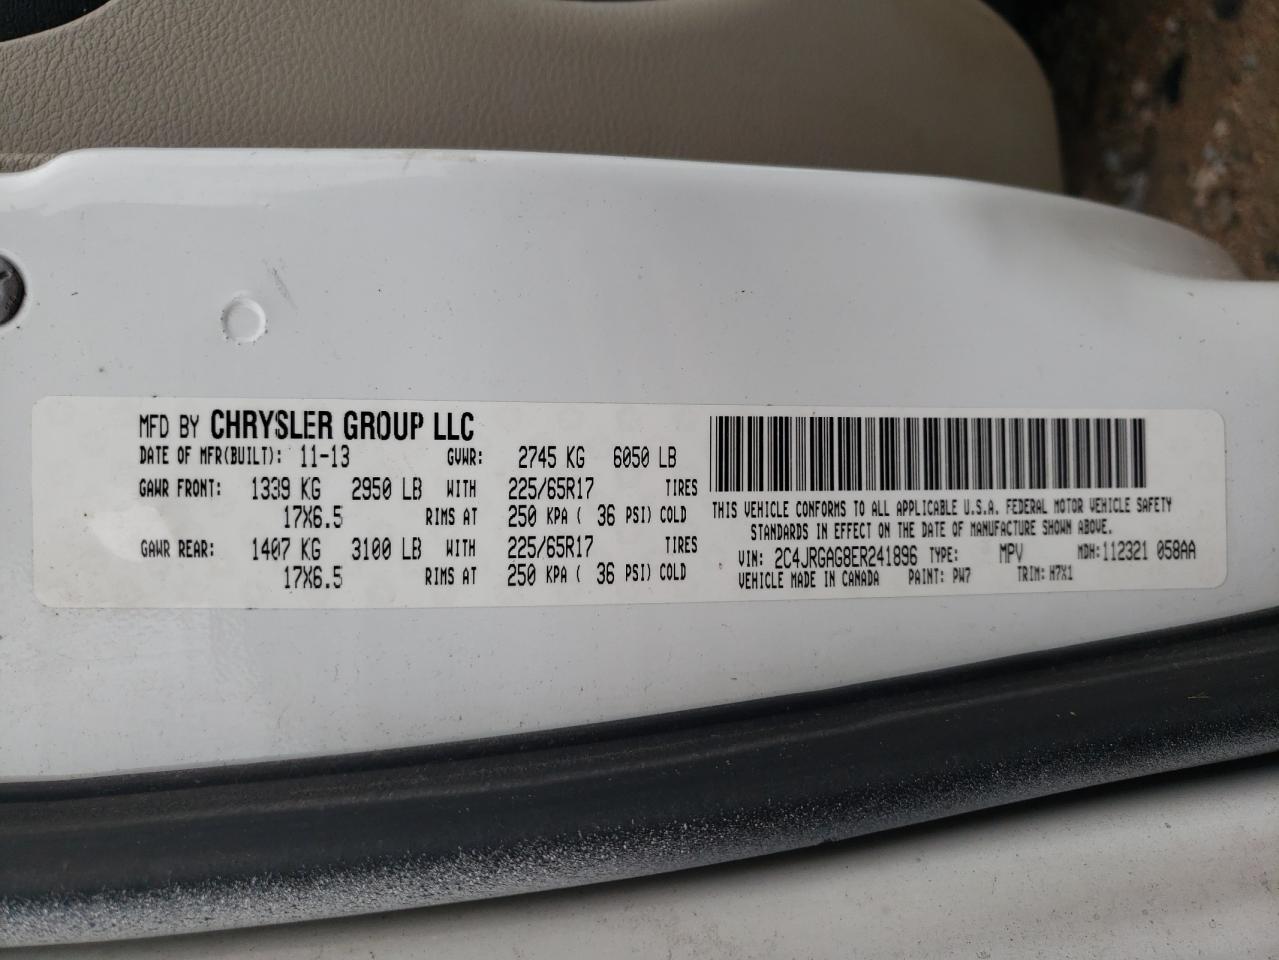 MFD BY CHRYSLER GROUP LLC
DATE OF MFR(BUILT): 11-13 GVWR: 2745 KG 6050 LB
GAWR FRONT: 1339 KG 2950 LB WITH 225/65R17 TIRES
17X6.5 RIMS AT 250 KPA ( 36 PSI) COLD
GAWR REAR: 1407 KG 3100 LB WITH 225/65R17 TIRES
17X6.5 RIMS AT 250 KPA ( 36 PSI) COLD
THIS VEHICLE CONFORMS TO ALL APPLICABLE U.S.A. FEDERAL MOTOR VEHICLE SAFETY
STANDARDS IN EFFECT ON THE DATE OF MANUFACTURE SHOWN ABOVE.
VIN: 2C4JRGAG8ER241896 TYPE: MPV MDH: 112321 058AA
VEHICLE MADE IN CANADA PAINT: PW7 TRIM: H7X1